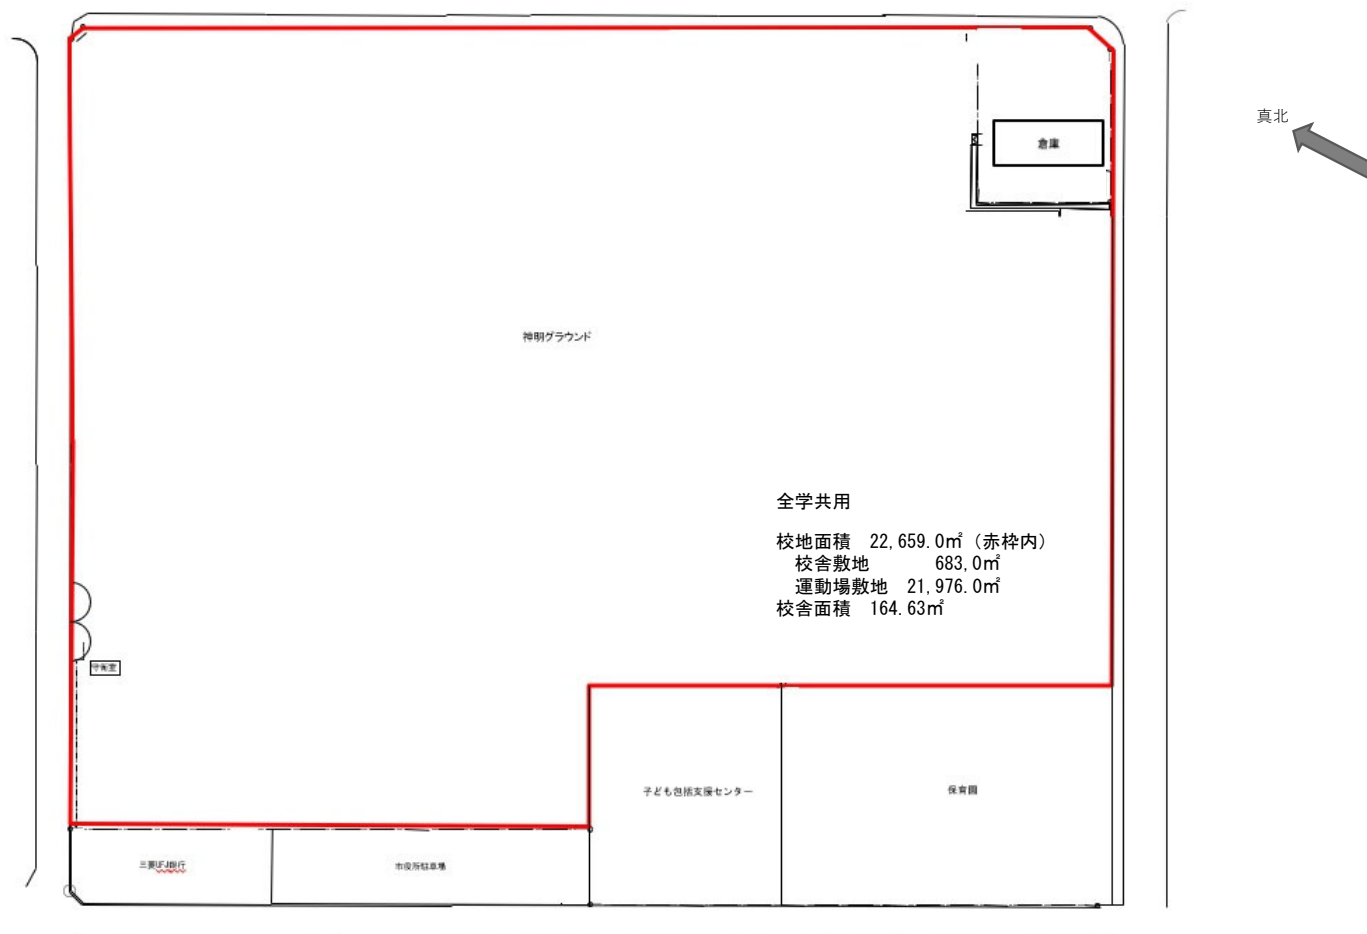 真北
倉庫
神明グラウンド
全学共用
校地面積 22,659.0㎡（赤枠内）
校舎敷地 683,0㎡
運動場敷地 21,976.0㎡
校舎面積 164.63㎡
守衛室
子ども包括支援センター
保育園
三菱UFJ銀行
市役所駐車場